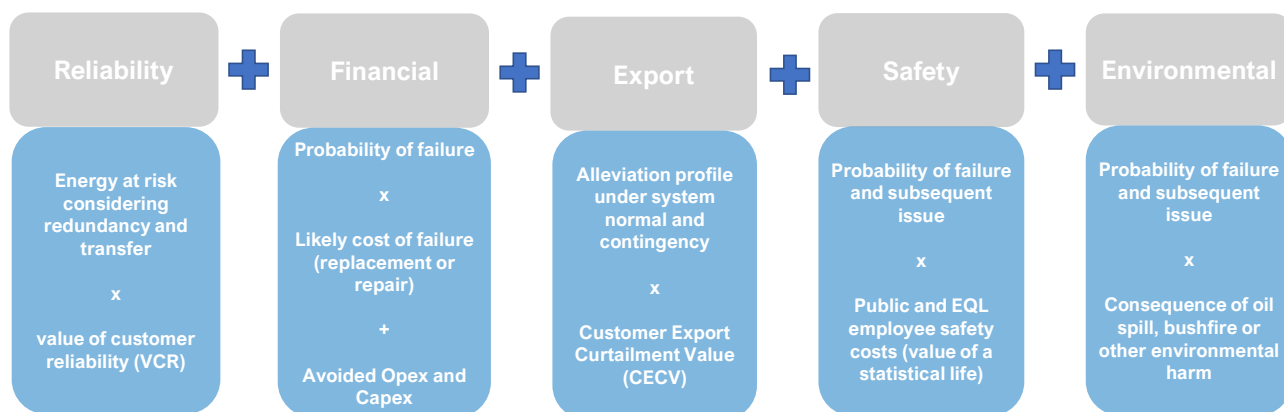 Reliability
Energy at risk
considering
redundancy and
transfer
x
value of customer
reliability (VCR)
Financial
Probability of failure
x
Likely cost of failure
(replacement or
repair)
+
Avoided Opex and
Capex
Export
Alleviation profile
under system
normal and
contingency
x
Customer Export
Curtailment Value
(CECV)
Safety
Probability of failure
and subsequent
issue
x
Public and EQL
employee safety
costs (value of a
statistical life)
Environmental
Probability of failure
and subsequent
issue
x
Consequence of oil
spill, bushfire or
other environmental
harm